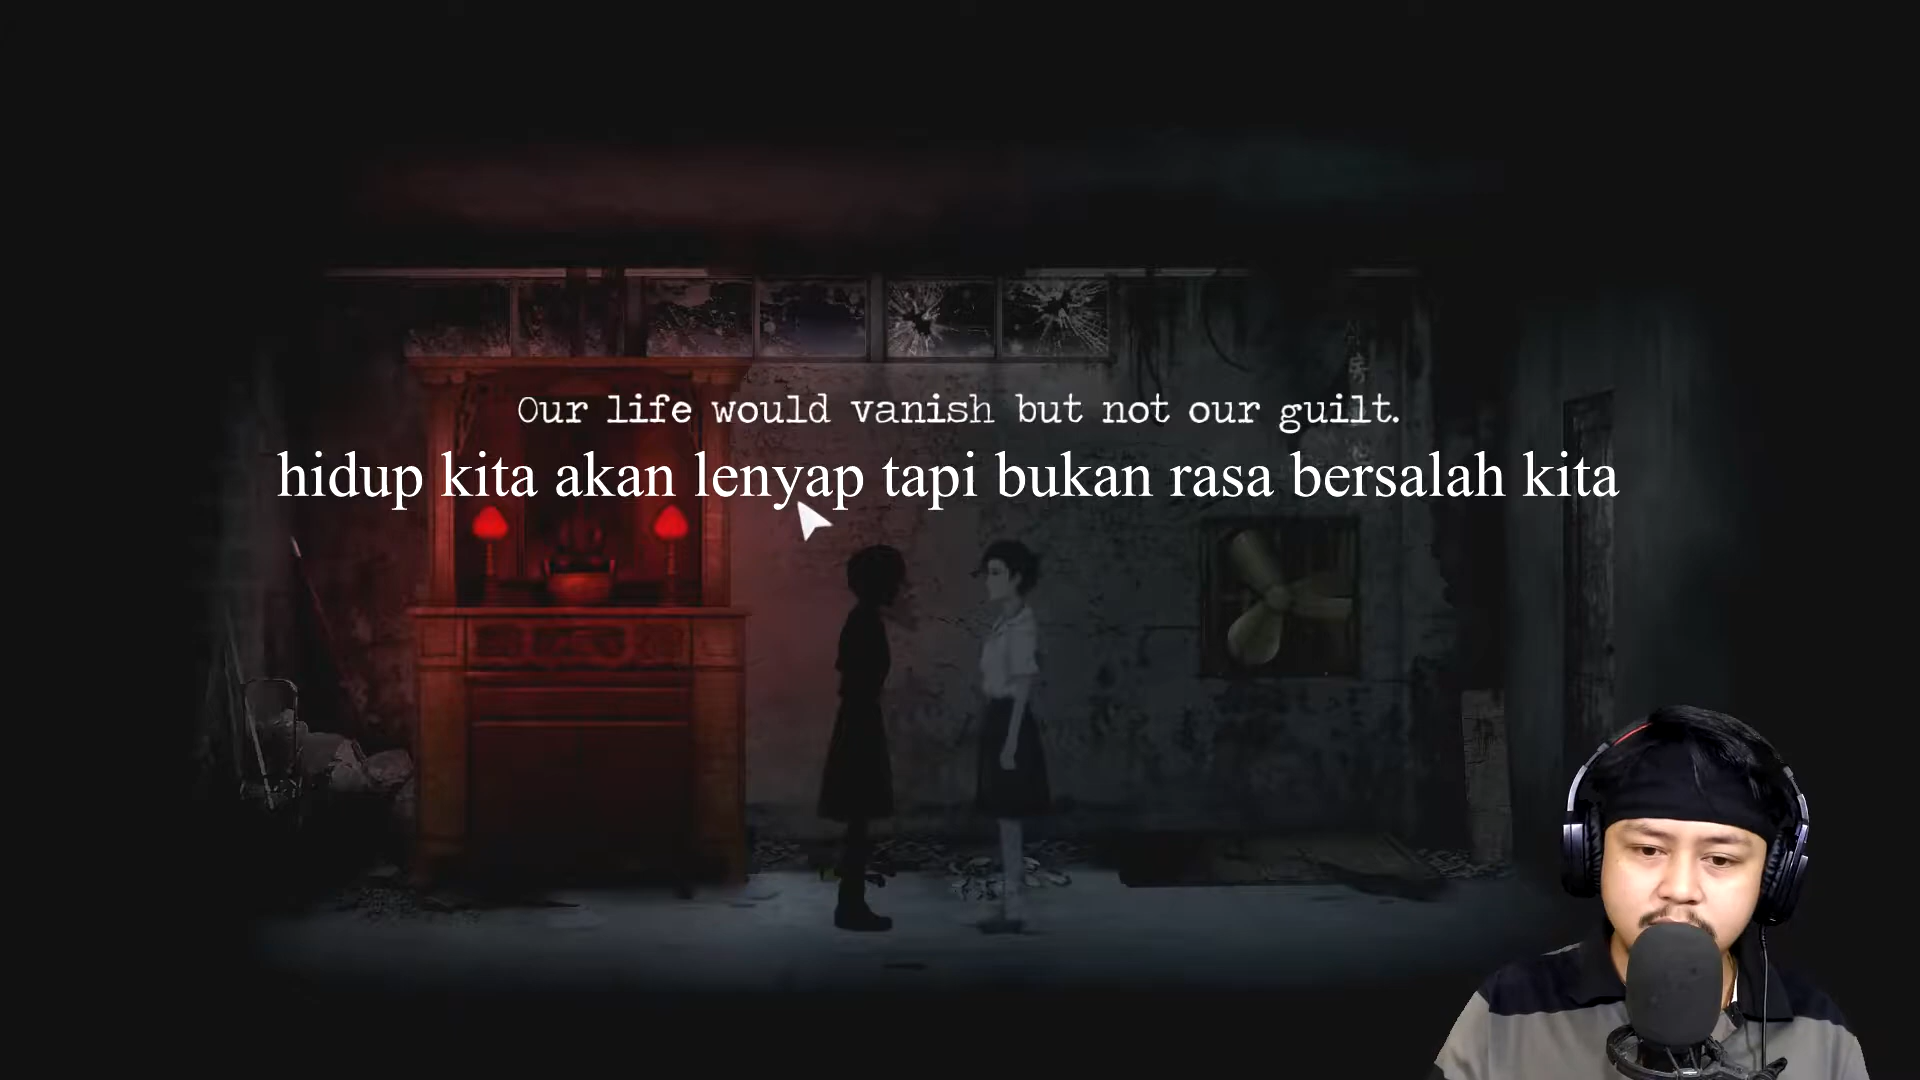 Our life would vanish but not our guilt.
hidup kita akan lenyap tapi bukan rasa bersalah kita